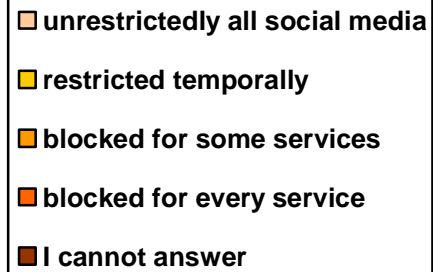 unrestrictedly all social media
restricted temporally
blocked for some services
blocked for every service
I cannot answer